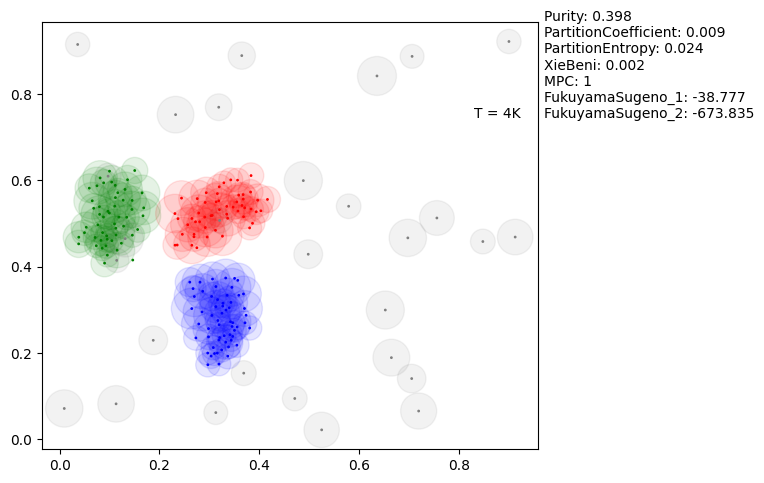 Purity: 0.398
PartitionCoefficient: 0.009
PartitionEntropy: 0.024
XieBeni: 0.002
MPC: 1
FukuyamaSugeno_1: -38.777
FukuyamaSugeno_2: -673.835
T = 4K
0.8
0.6
0.4
0.2
0.0
0.0 0.2 0.4 0.6 0.8